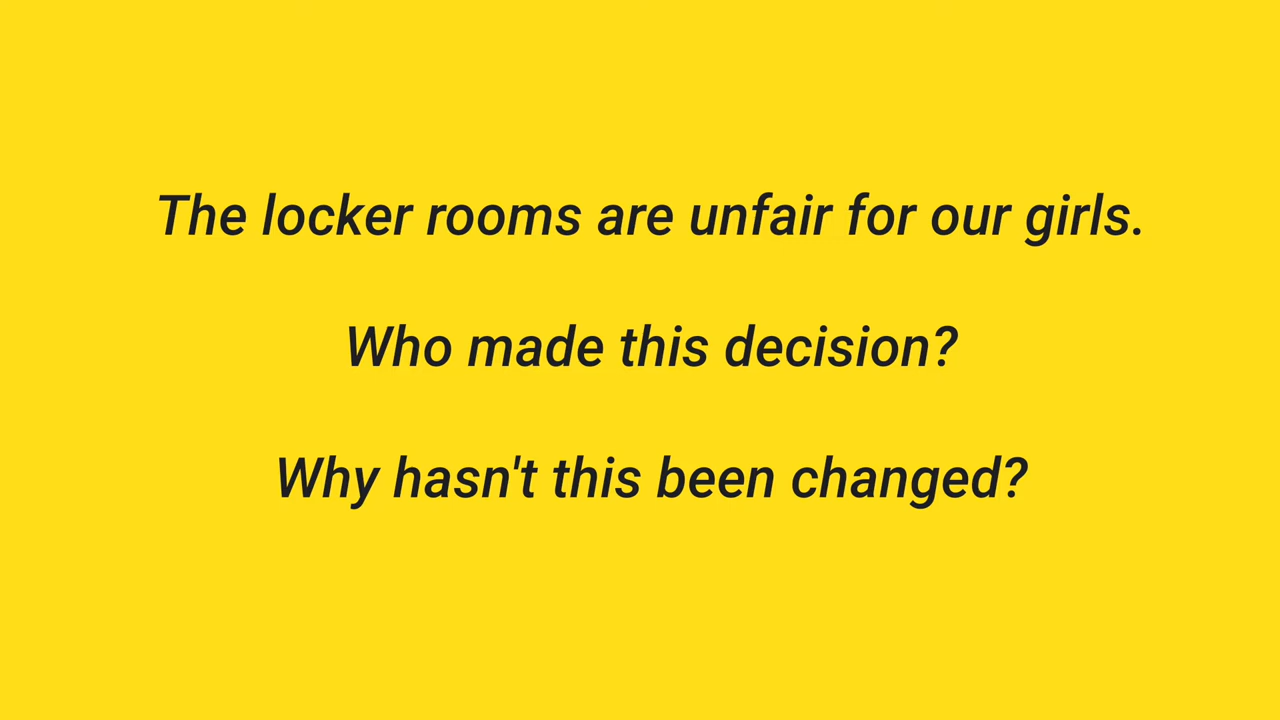 The locker rooms are unfair for our girls.
Who made this decision?
Why hasn't this been changed?